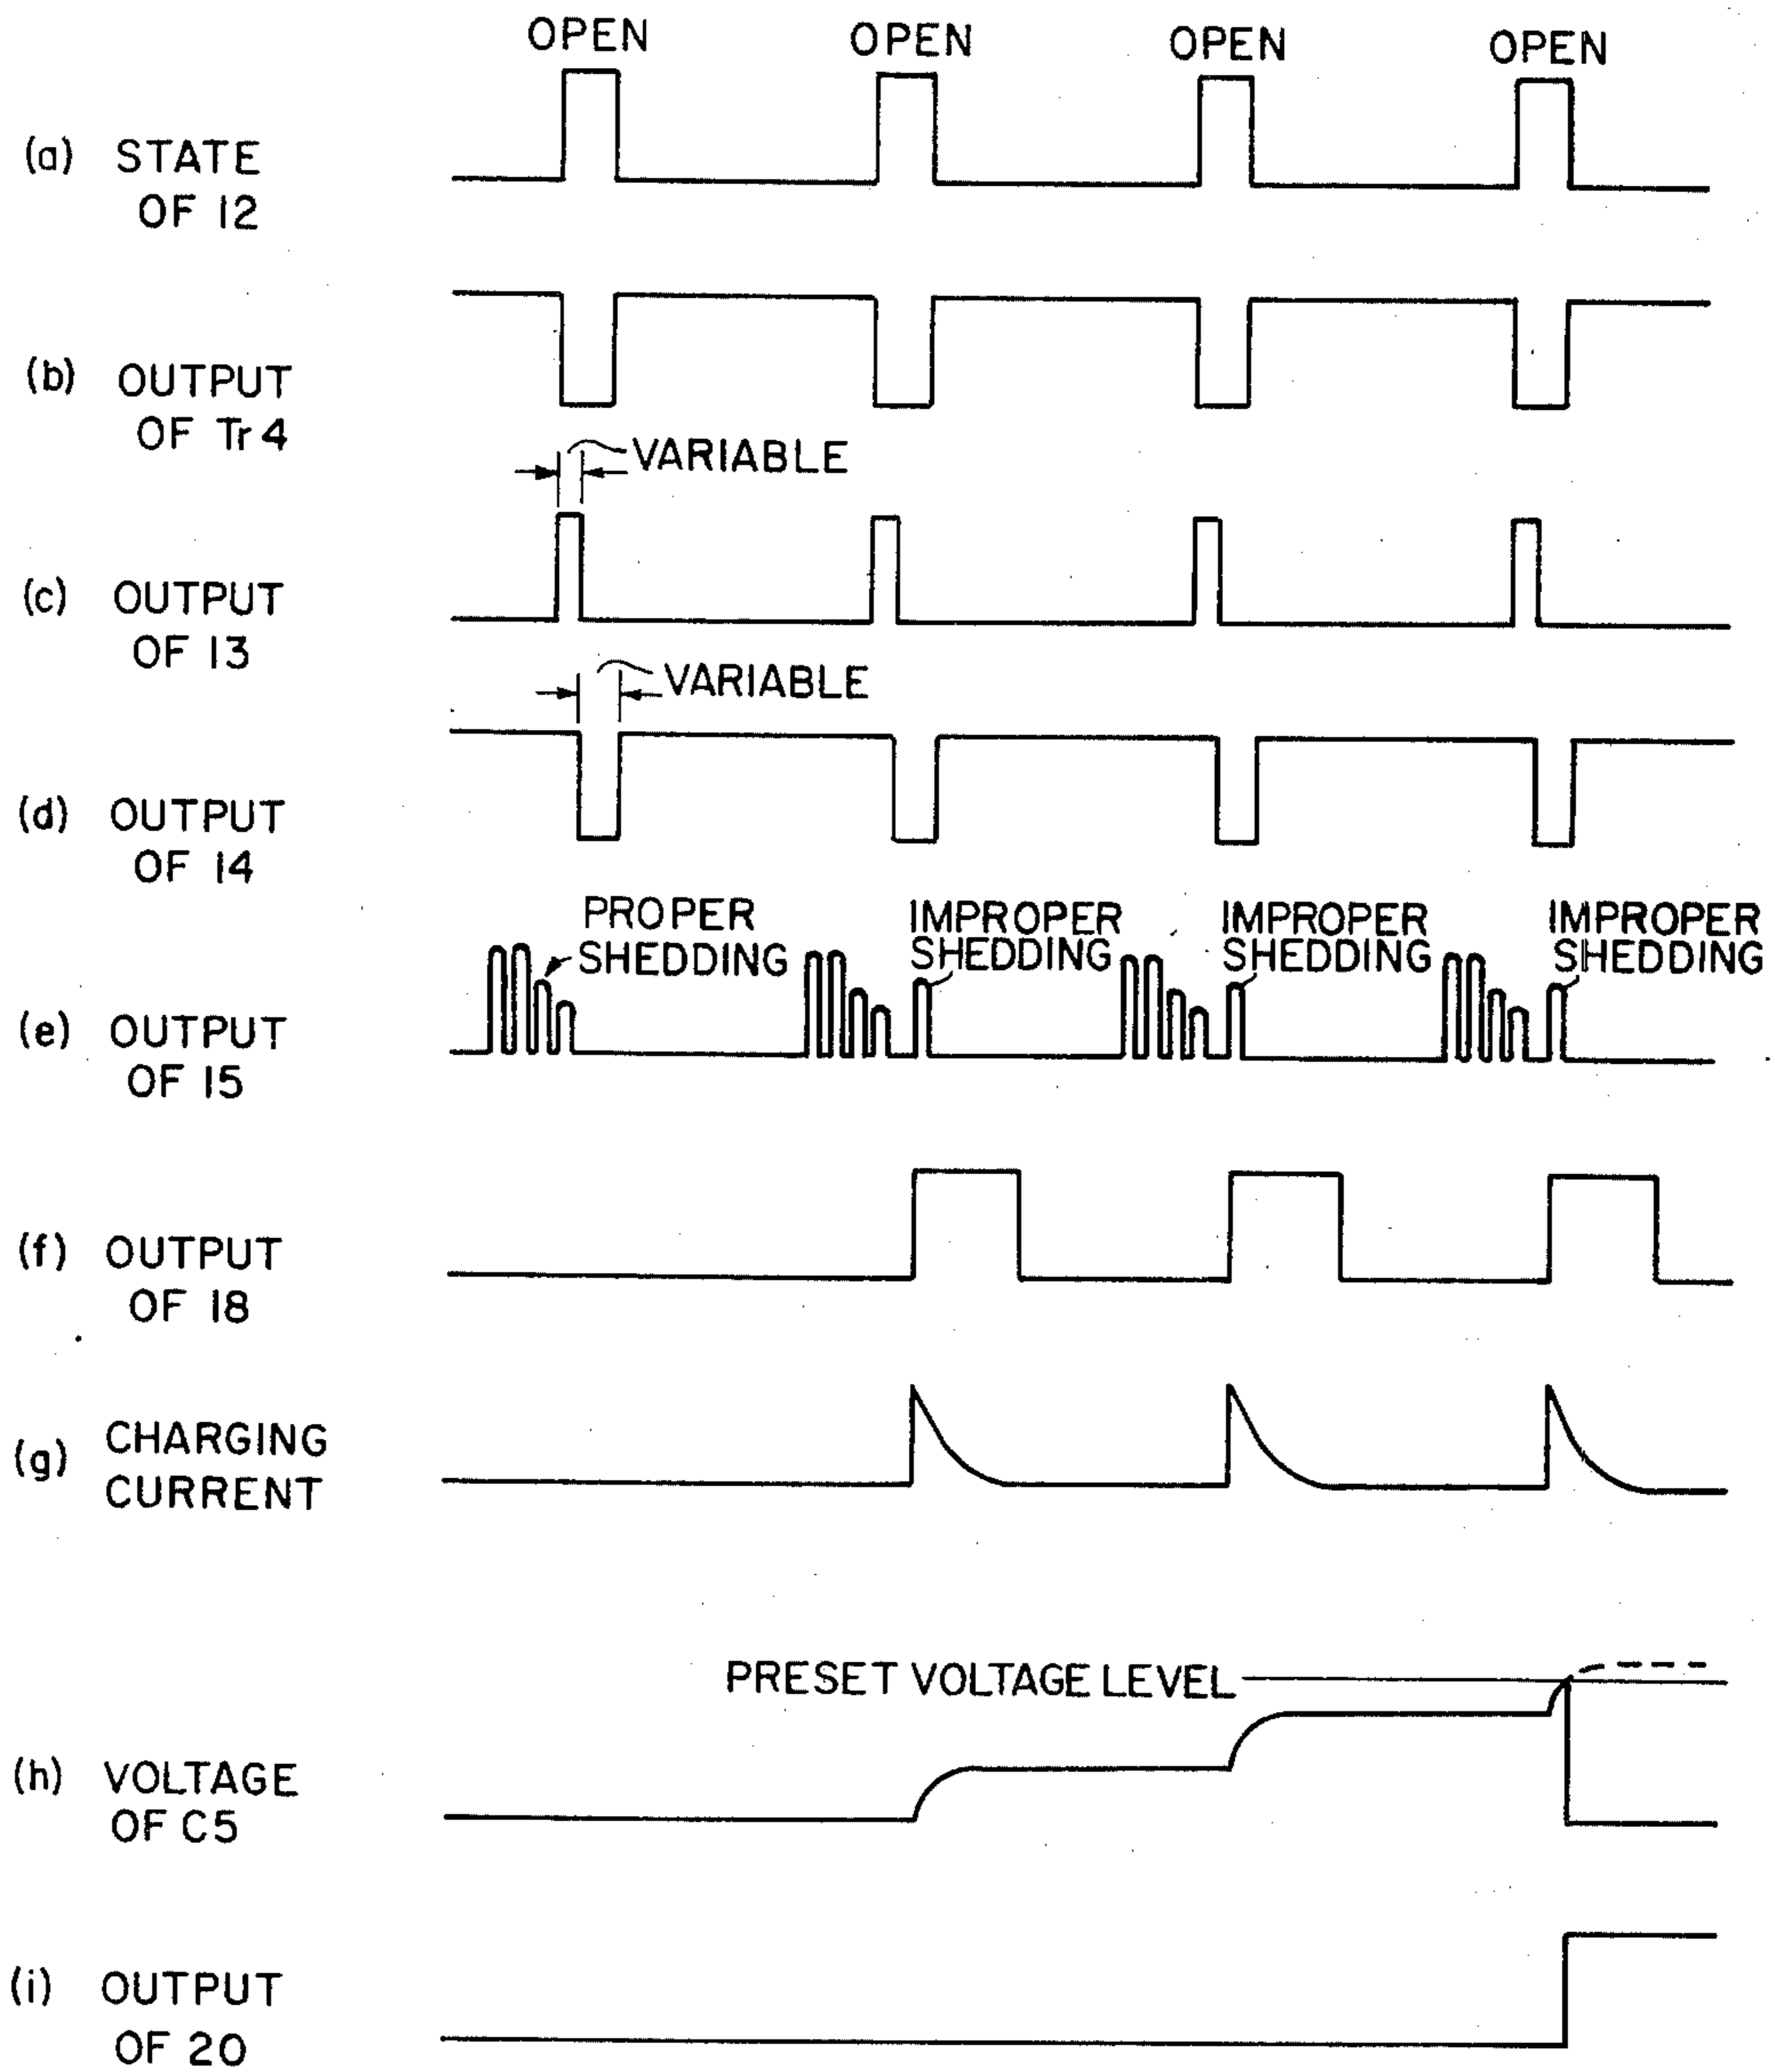 OPEN OPEN OPEN OPEN
(a) STATE
OF 12
(b) OUTPUT
OF Tr 4
VARIABLE
(c) OUTPUT
OF 13
VARIABLE
(d) OUTPUT
OF 14
PROPER
SHEDDING
IMPROPER
SHEDDING
IMPROPER
SHEDDING
IMPROPER
SHEDDING
(e) OUTPUT
OF 15
(f) OUTPUT
OF 18
(g) CHARGING
CURRENT
PRESET VOLTAGE LEVEL
(h) VOLTAGE
OF C5
(i) OUTPUT
OF 20